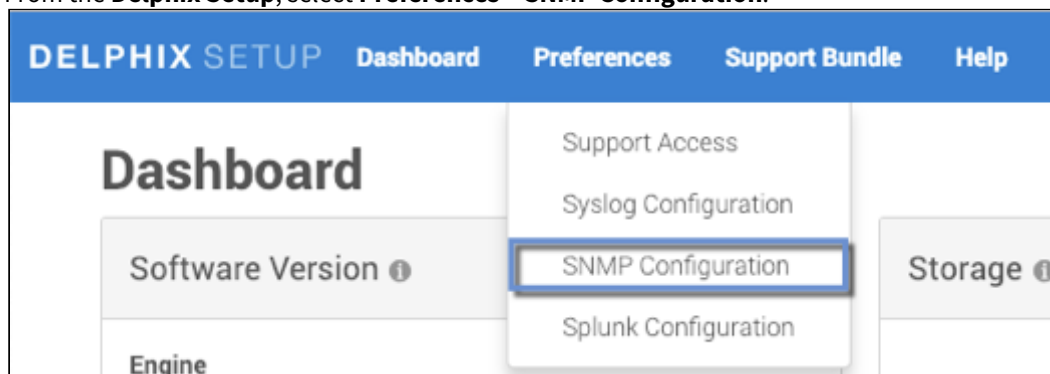 From the Delphix Setup, select Preferences > SNMP Configuration.
DELPHIX SETUP Dashboard Preferences Support Bundle Help
Support Access
Dashboard
Syslog Configuration
Software Version
SNMP Configuration
Storage
Splunk Configuration
Engine